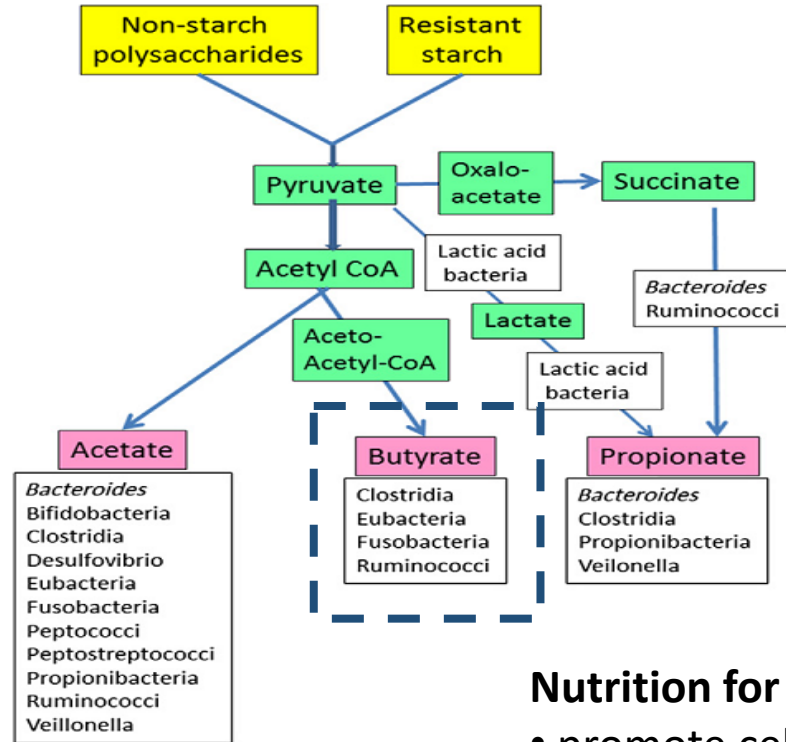 Non-starch
polysaccharides
Resistant
starch
Pyruvate
Oxalo-
acetate
Succinate
Acetyl CoA
Lactic acid
bacteria
Bacteroides
Ruminococci
Aceto-
Acetyl-CoA
Lactate
Lactic acid
bacteria
Acetate
Bacteroides
Bifidobacteria
Clostridia
Desulfovibrio
Eubacteria
Fusobacteria
Peptococci
Peptostreptococci
Propionibacteria
Ruminococci
Veillonella
Butyrate
Clostridia
Eubacteria
Fusobacteria
Ruminococci
Propionate
Bacteroides
Clostridia
Propionibacteria
Veilonella
Nutrition for
• promote